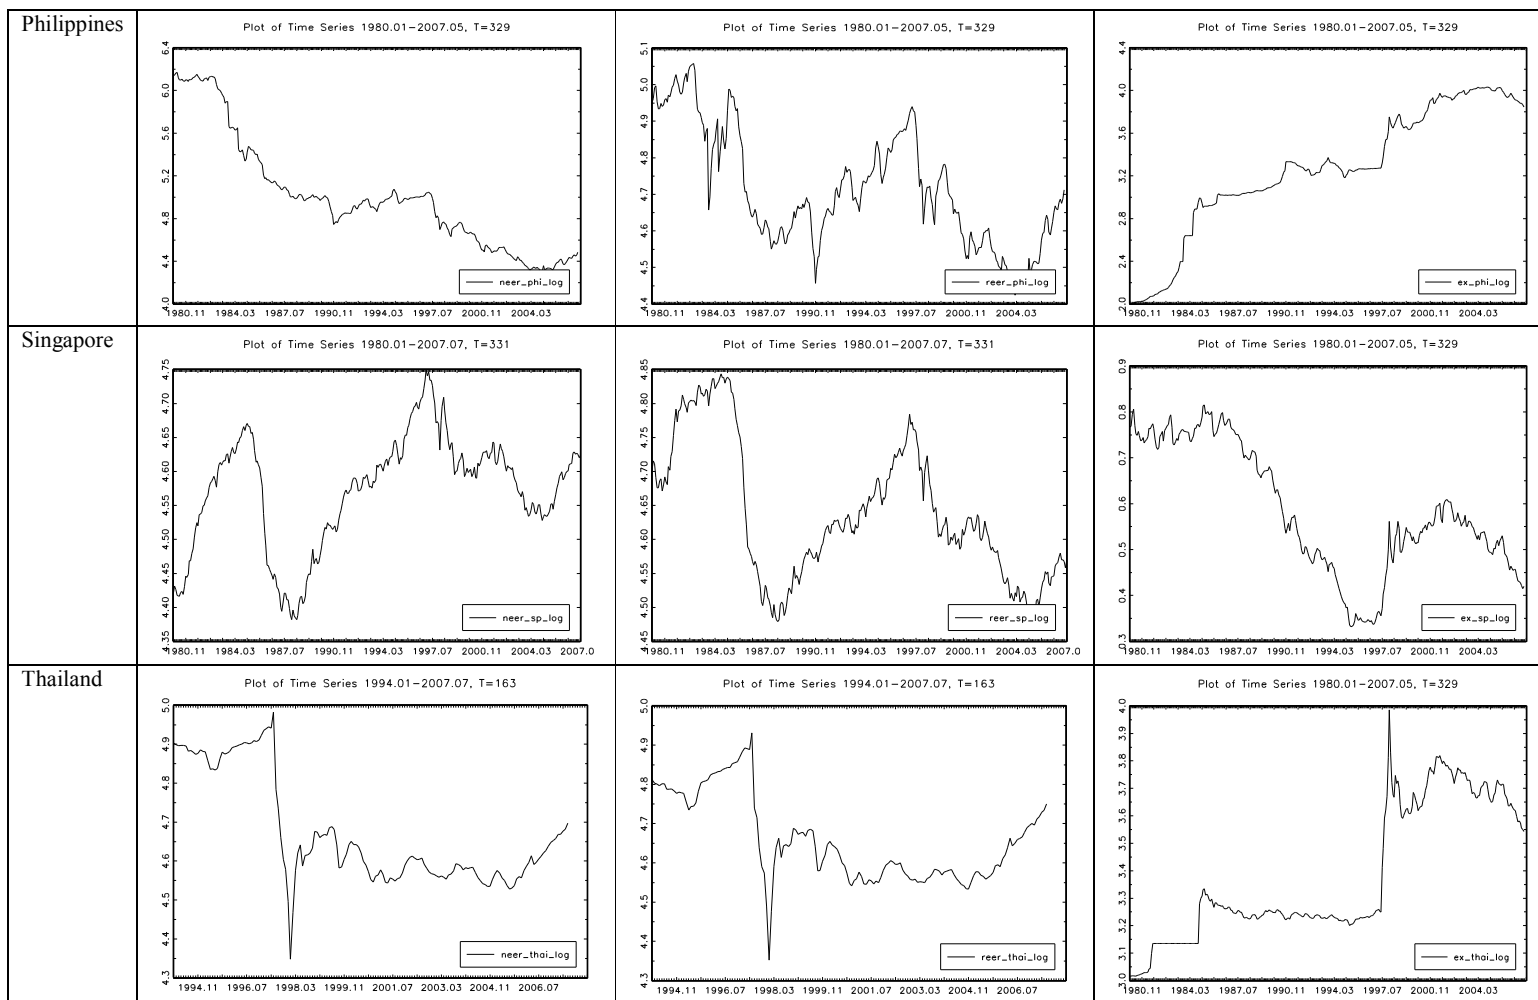 Philippines
Plot of Time Series 1980.01–2007.05, T=329
6.4
6.0
5.6
5.2
4.8
4.4
4.0
neer_phi_log
1980.11 1984.03 1987.07 1990.11 1994.03 1997.07 2000.11 2004.03
Plot of Time Series 1980.01–2007.05, T=329
5.1
5.0
4.9
4.8
4.7
4.6
4.5
4.4
reer_phi_log
1980.11 1984.03 1987.07 1990.11 1994.03 1997.07 2000.11 2004.03
Plot of Time Series 1980.01–2007.05, T=329
4.4
4.0
3.6
3.2
2.8
2.4
2.0
ex_phi_log
1980.11 1984.03 1987.07 1990.11 1994.03 1997.07 2000.11 2004.03
Singapore
Plot of Time Series 1980.01–2007.07, T=331
4.75
4.70
4.65
4.60
4.55
4.50
4.45
4.40
4.35
neer_sp_log
1980.11 1984.03 1987.07 1990.11 1994.03 1997.07 2000.11 2004.03 2007.0
Plot of Time Series 1980.01–2007.07, T=331
4.85
4.80
4.75
4.70
4.65
4.60
4.55
4.50
4.45
reer_sp_log
1980.11 1984.03 1987.07 1990.11 1994.03 1997.07 2000.11 2004.03 2007.0
Plot of Time Series 1980.01–2007.05, T=329
0.9
0.8
0.7
0.6
0.5
0.4
0.3
ex_sp_log
1980.11 1984.03 1987.07 1990.11 1994.03 1997.07 2000.11 2004.03
Thailand
Plot of Time Series 1994.01–2007.07, T=163
5.0
4.9
4.8
4.7
4.6
4.5
4.4
4.3
neer_thai_log
1994.11 1996.07 1998.03 1999.11 2001.07 2003.03 2004.11 2006.07
Plot of Time Series 1994.01–2007.07, T=163
5.0
4.9
4.8
4.7
4.6
4.5
4.4
4.3
reer_thai_log
1994.11 1996.07 1998.03 1999.11 2001.07 2003.03 2004.11 2006.07
Plot of Time Series 1980.01–2007.05, T=329
4.0
3.9
3.8
3.7
3.6
3.5
3.4
3.3
3.2
3.1
3.0
ex_thai_log
1980.11 1984.03 1987.07 1990.11 1994.03 1997.07 2000.11 2004.03